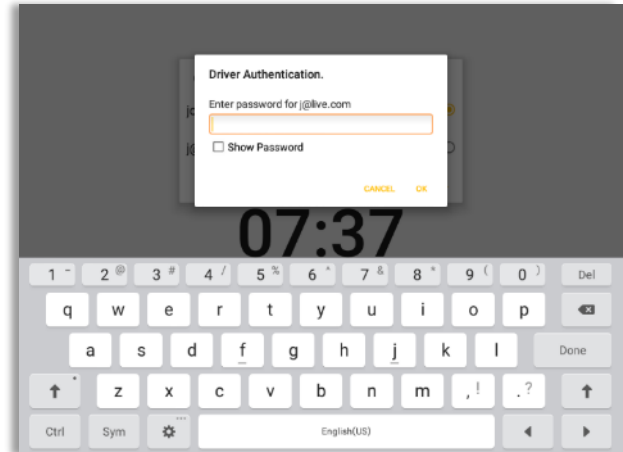 Driver Authentication.
Enter password for j@live.com
Show Password
CANCEL OK
07:37
1 - 2 @ 3 # 4 / 5 % 6 ^ 7 & 8 * 9 ( 0 ) Del
q w e r t y u i o p
a s d f g h j k l Done
z x c v b n m , ! . ?
Ctrl Sym English(US)